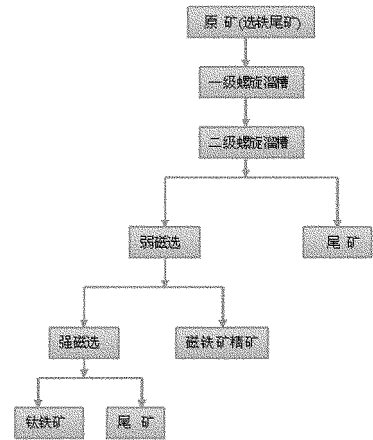 原 矿(选铁尾矿)
一级螺旋溜槽
二级螺旋溜槽
弱磁选
尾 矿
强磁选
磁铁矿精矿
钛铁矿
尾 矿